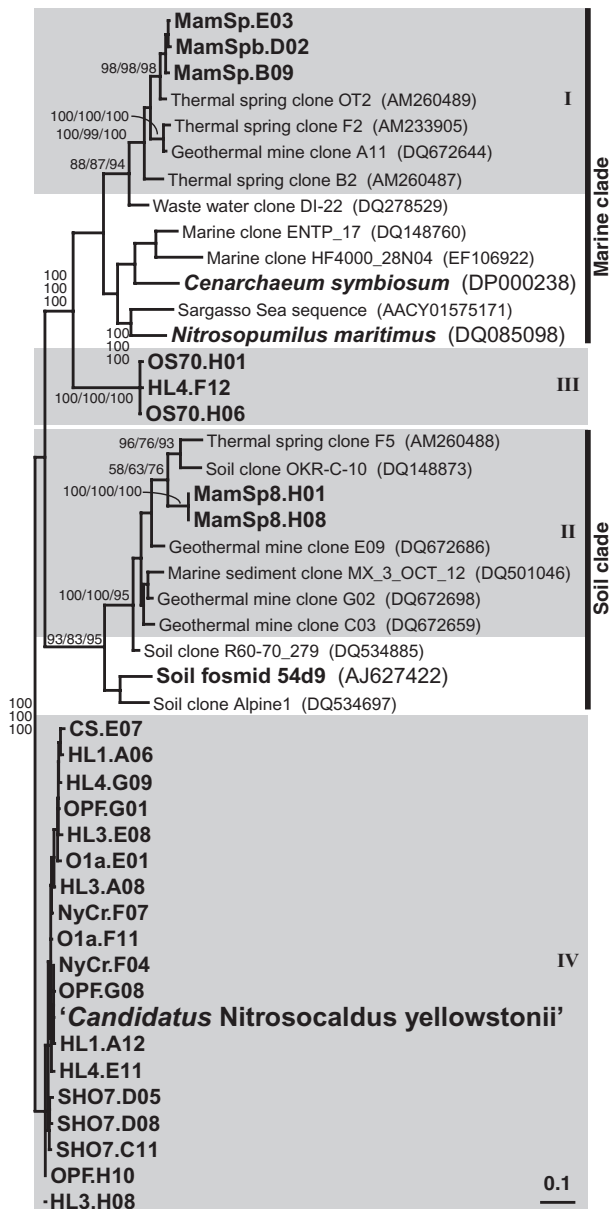 MamSp.E03
MamSpb.D02
98/98/98
MamSp.B09
Thermal spring clone OT2 (AM260489)
I
100/100/100
Thermal spring clone F2 (AM233905)
100/99/100
Geothermal mine clone A11 (DQ672644)
88/87/94
Thermal spring clone B2 (AM260487)
Marine clade
Waste water clone DI-22 (DQ278529)
Marine clone ENTP_17 (DQ148760)
Marine clone HF4000_28N04 (EF106922)
100
100
100
Cenarchaeum symbiosum (DP000238)
Sargasso Sea sequence (AACY01575171)
100
100
100
Nitrosopumilus maritimus (DQ085098)
OS70.H01
100/100/100
HL4.F12
III
OS70.H06
96/76/93
Thermal spring clone F5 (AM260488)
58/63/76
Soil clone OKR-C-10 (DQ148873)
100/100/100
MamSp8.H01
MamSp8.H08
II
Soil clade
Geothermal mine clone E09 (DQ672686)
Marine sediment clone MX_3_OCT_12 (DQ501046)
100/100/95
Geothermal mine clone G02 (DQ672698)
Geothermal mine clone C03 (DQ672659)
93/83/95
Soil clone R60-70_279 (DQ534885)
Soil fosmid 54d9 (AJ627422)
Soil clone Alpine1 (DQ534697)
100
100
100
CS.E07
HL1.A06
HL4.G09
OPF.G01
HL3.E08
O1a.E01
HL3.A08
NyCr.F07
O1a.F11
NyCr.F04
IV
OPF.G08
‘Candidatus Nitrosocaldus yellowstonii’
HL1.A12
HL4.E11
SHO7.D05
SHO7.D08
SHO7.C11
OPF.H10
HL3.H08
0.1